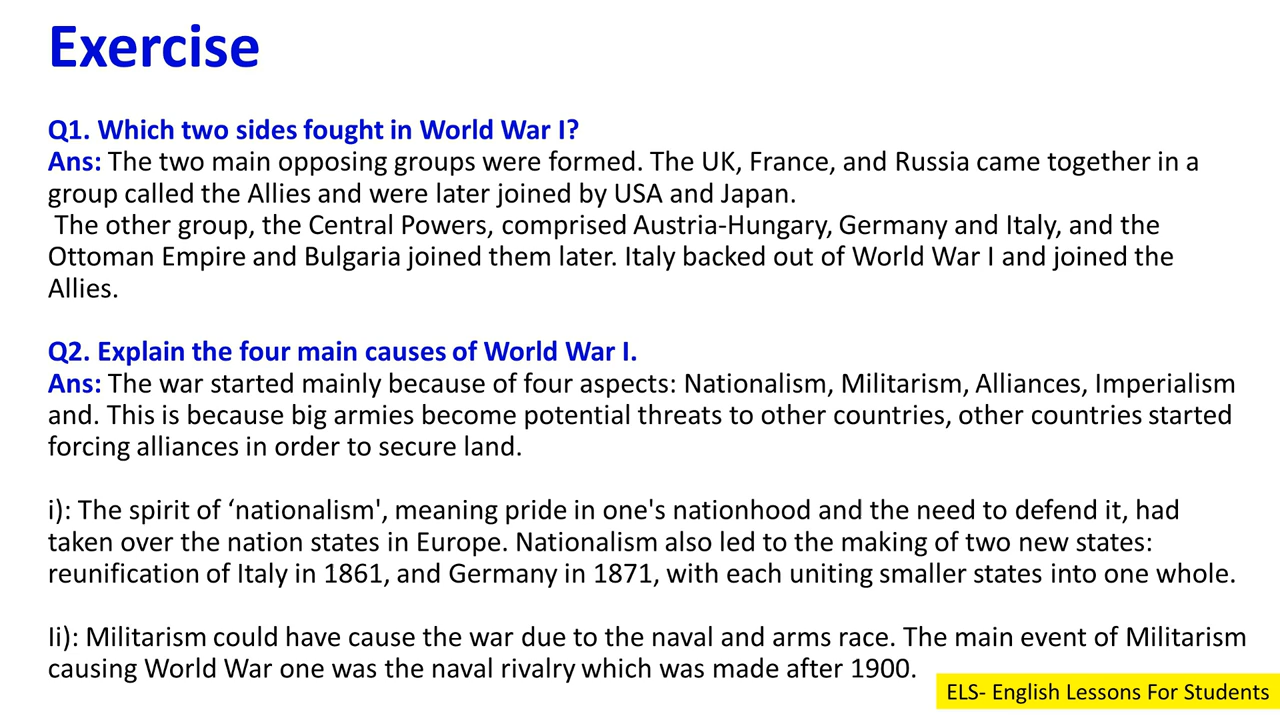 Exercise
Q1. Which two sides fought in World War I?
Ans: The two main opposing groups were formed. The UK, France, and Russia came together in a
group called the Allies and were later joined by USA and Japan.
The other group, the Central Powers, comprised Austria-Hungary, Germany and Italy, and the
Ottoman Empire and Bulgaria joined them later. Italy backed out of World War I and joined the
Allies.
Q2. Explain the four main causes of World War I.
Ans: The war started mainly because of four aspects: Nationalism, Militarism, Alliances, Imperialism
and. This is because big armies become potential threats to other countries, other countries started
forcing alliances in order to secure land.
i): The spirit of ‘nationalism', meaning pride in one's nationhood and the need to defend it, had
taken over the nation states in Europe. Nationalism also led to the making of two new states:
reunification of Italy in 1861, and Germany in 1871, with each uniting smaller states into one whole.
Ii): Militarism could have cause the war due to the naval and arms race. The main event of Militarism
causing World War one was the naval rivalry which was made after 1900.
ELS- English Lessons For Students